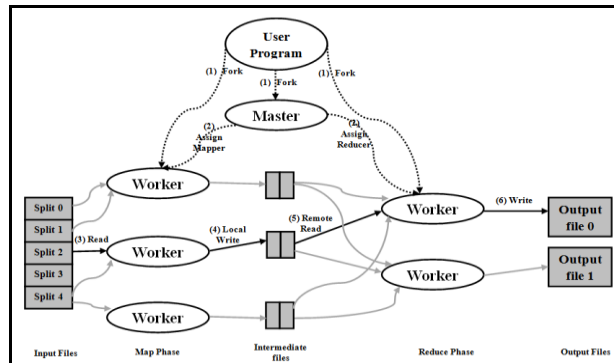 User
Program
(1) Fork
(1) Fork
(1) Fork
Master
(2)
Assign
Mapper
(2)
Assign
Reducer
Worker
Worker
Split 0
Split 1
Split 2
Split 3
Split 4
(3) Read
Worker
(4) Local
Write
(5) Remote
Read
(6) Write
Output
file 0
Worker
Output
file 1
Worker
Input Files
Map Phase
Intermediate
files
Reduce Phase
Output Files